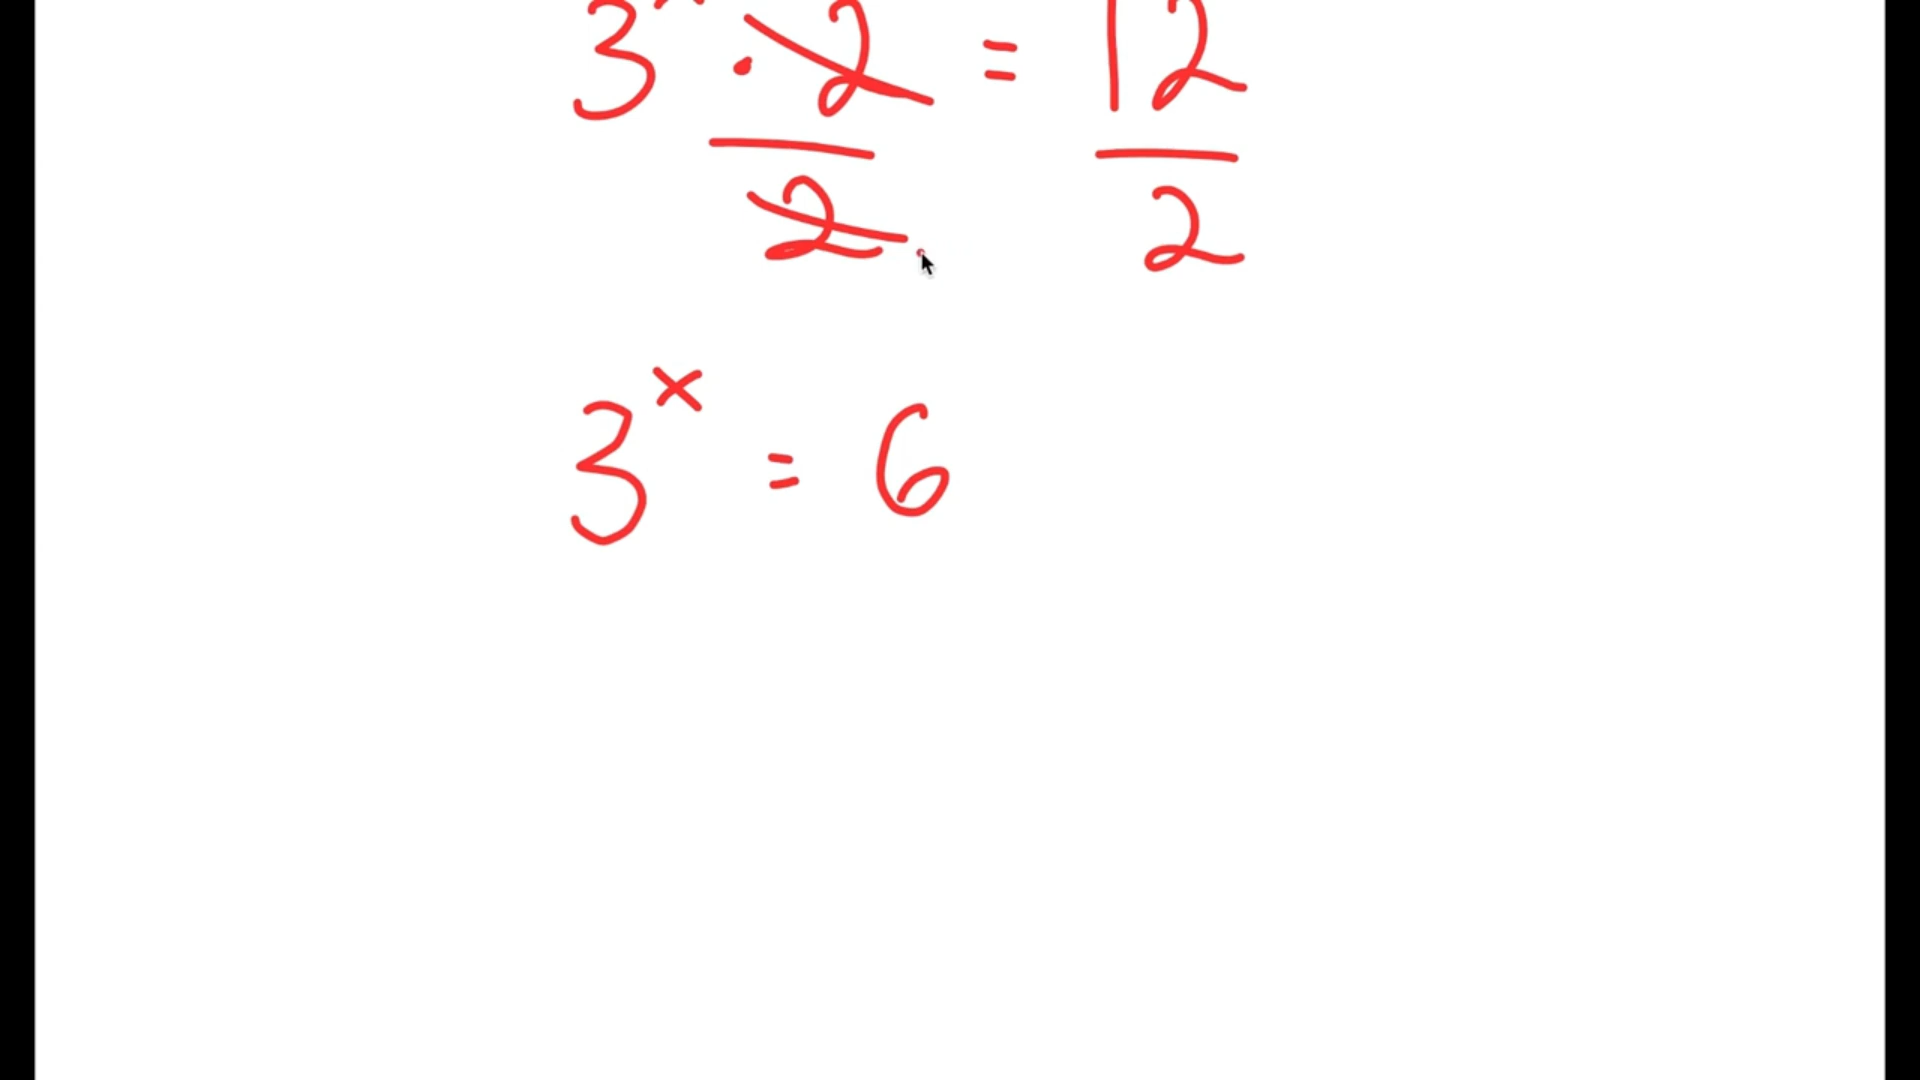 3^x · 2 = 12
2 2
3^x = 6